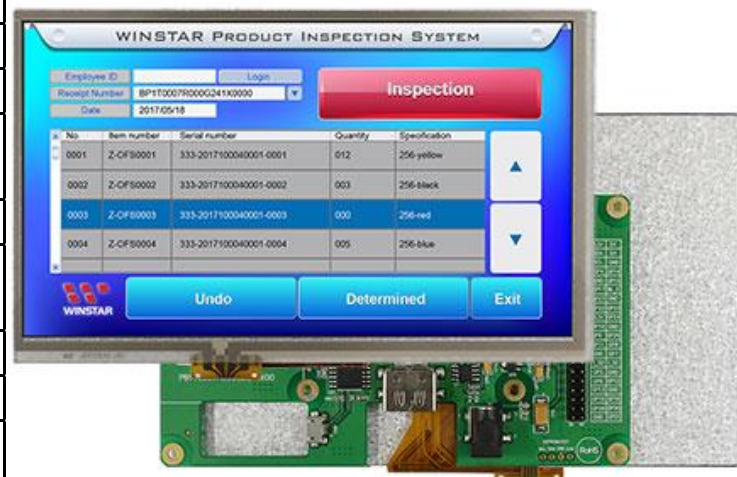 WINSTAR PRODUCT INSPECTION SYSTEM
Employee ID Login
Receipt Number BP1T0007R000G241X0000
Date 2017/05/18
Inspection
No. Item number Serial number Quantity Specification
0001 Z-OFS0001 333-2017100040001-0001 012 256-yellow
0002 Z-OFS0002 333-2017100040001-0002 003 256-black
0003 Z-OFS0003 333-2017100040001-0003 000 256-red
0004 Z-OFS0004 333-2017100040001-0004 005 256-blue
WINSTAR
Undo Determined Exit
RoHS